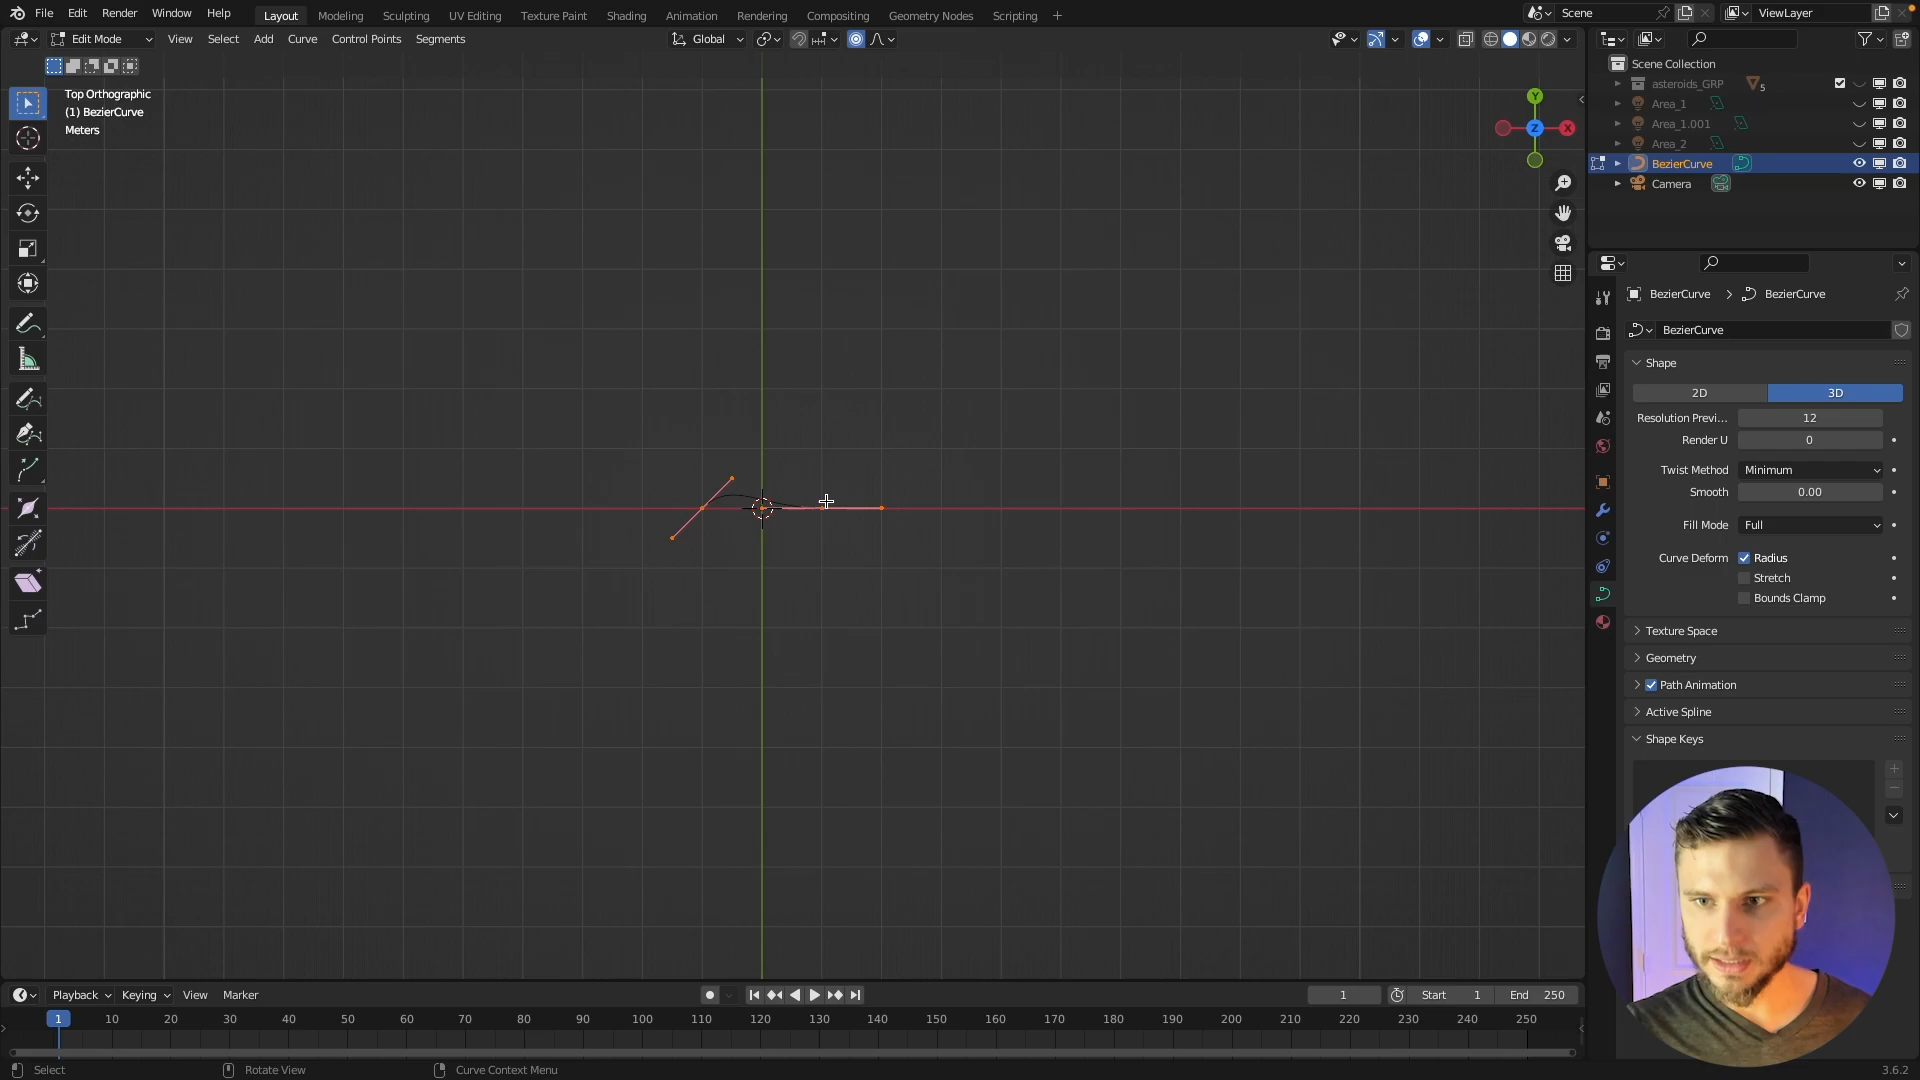 File Edit Render Window Help Layout Modeling Sculpting UV Editing Texture Paint Shading Animation Rendering Compositing Geometry Nodes Scripting + Scene ViewLayer
Edit Mode View Select Add Curve Control Points Segments Global
Top Orthographic
(1) BezierCurve
Meters
Y
Z X
Scene Collection
asteroids_GRP 5
Area_1
Area_1.001
Area_2
BezierCurve
Camera
BezierCurve > BezierCurve
BezierCurve
Shape
2D 3D
Resolution Previ... 12
Render U 0
Twist Method Minimum
Smooth 0.00
Fill Mode Full
Curve Deform Radius
Stretch
Bounds Clamp
Texture Space
Geometry
Path Animation
Active Spline
Shape Keys
Playback Keying View Marker 1 Start 1 End 250
1 10 20 30 40 50 60 70 80 90 100 110 120 130 140 150 160 170 180 190 200 210 220 230 240 250
Select Rotate View Curve Context Menu 3.6.2